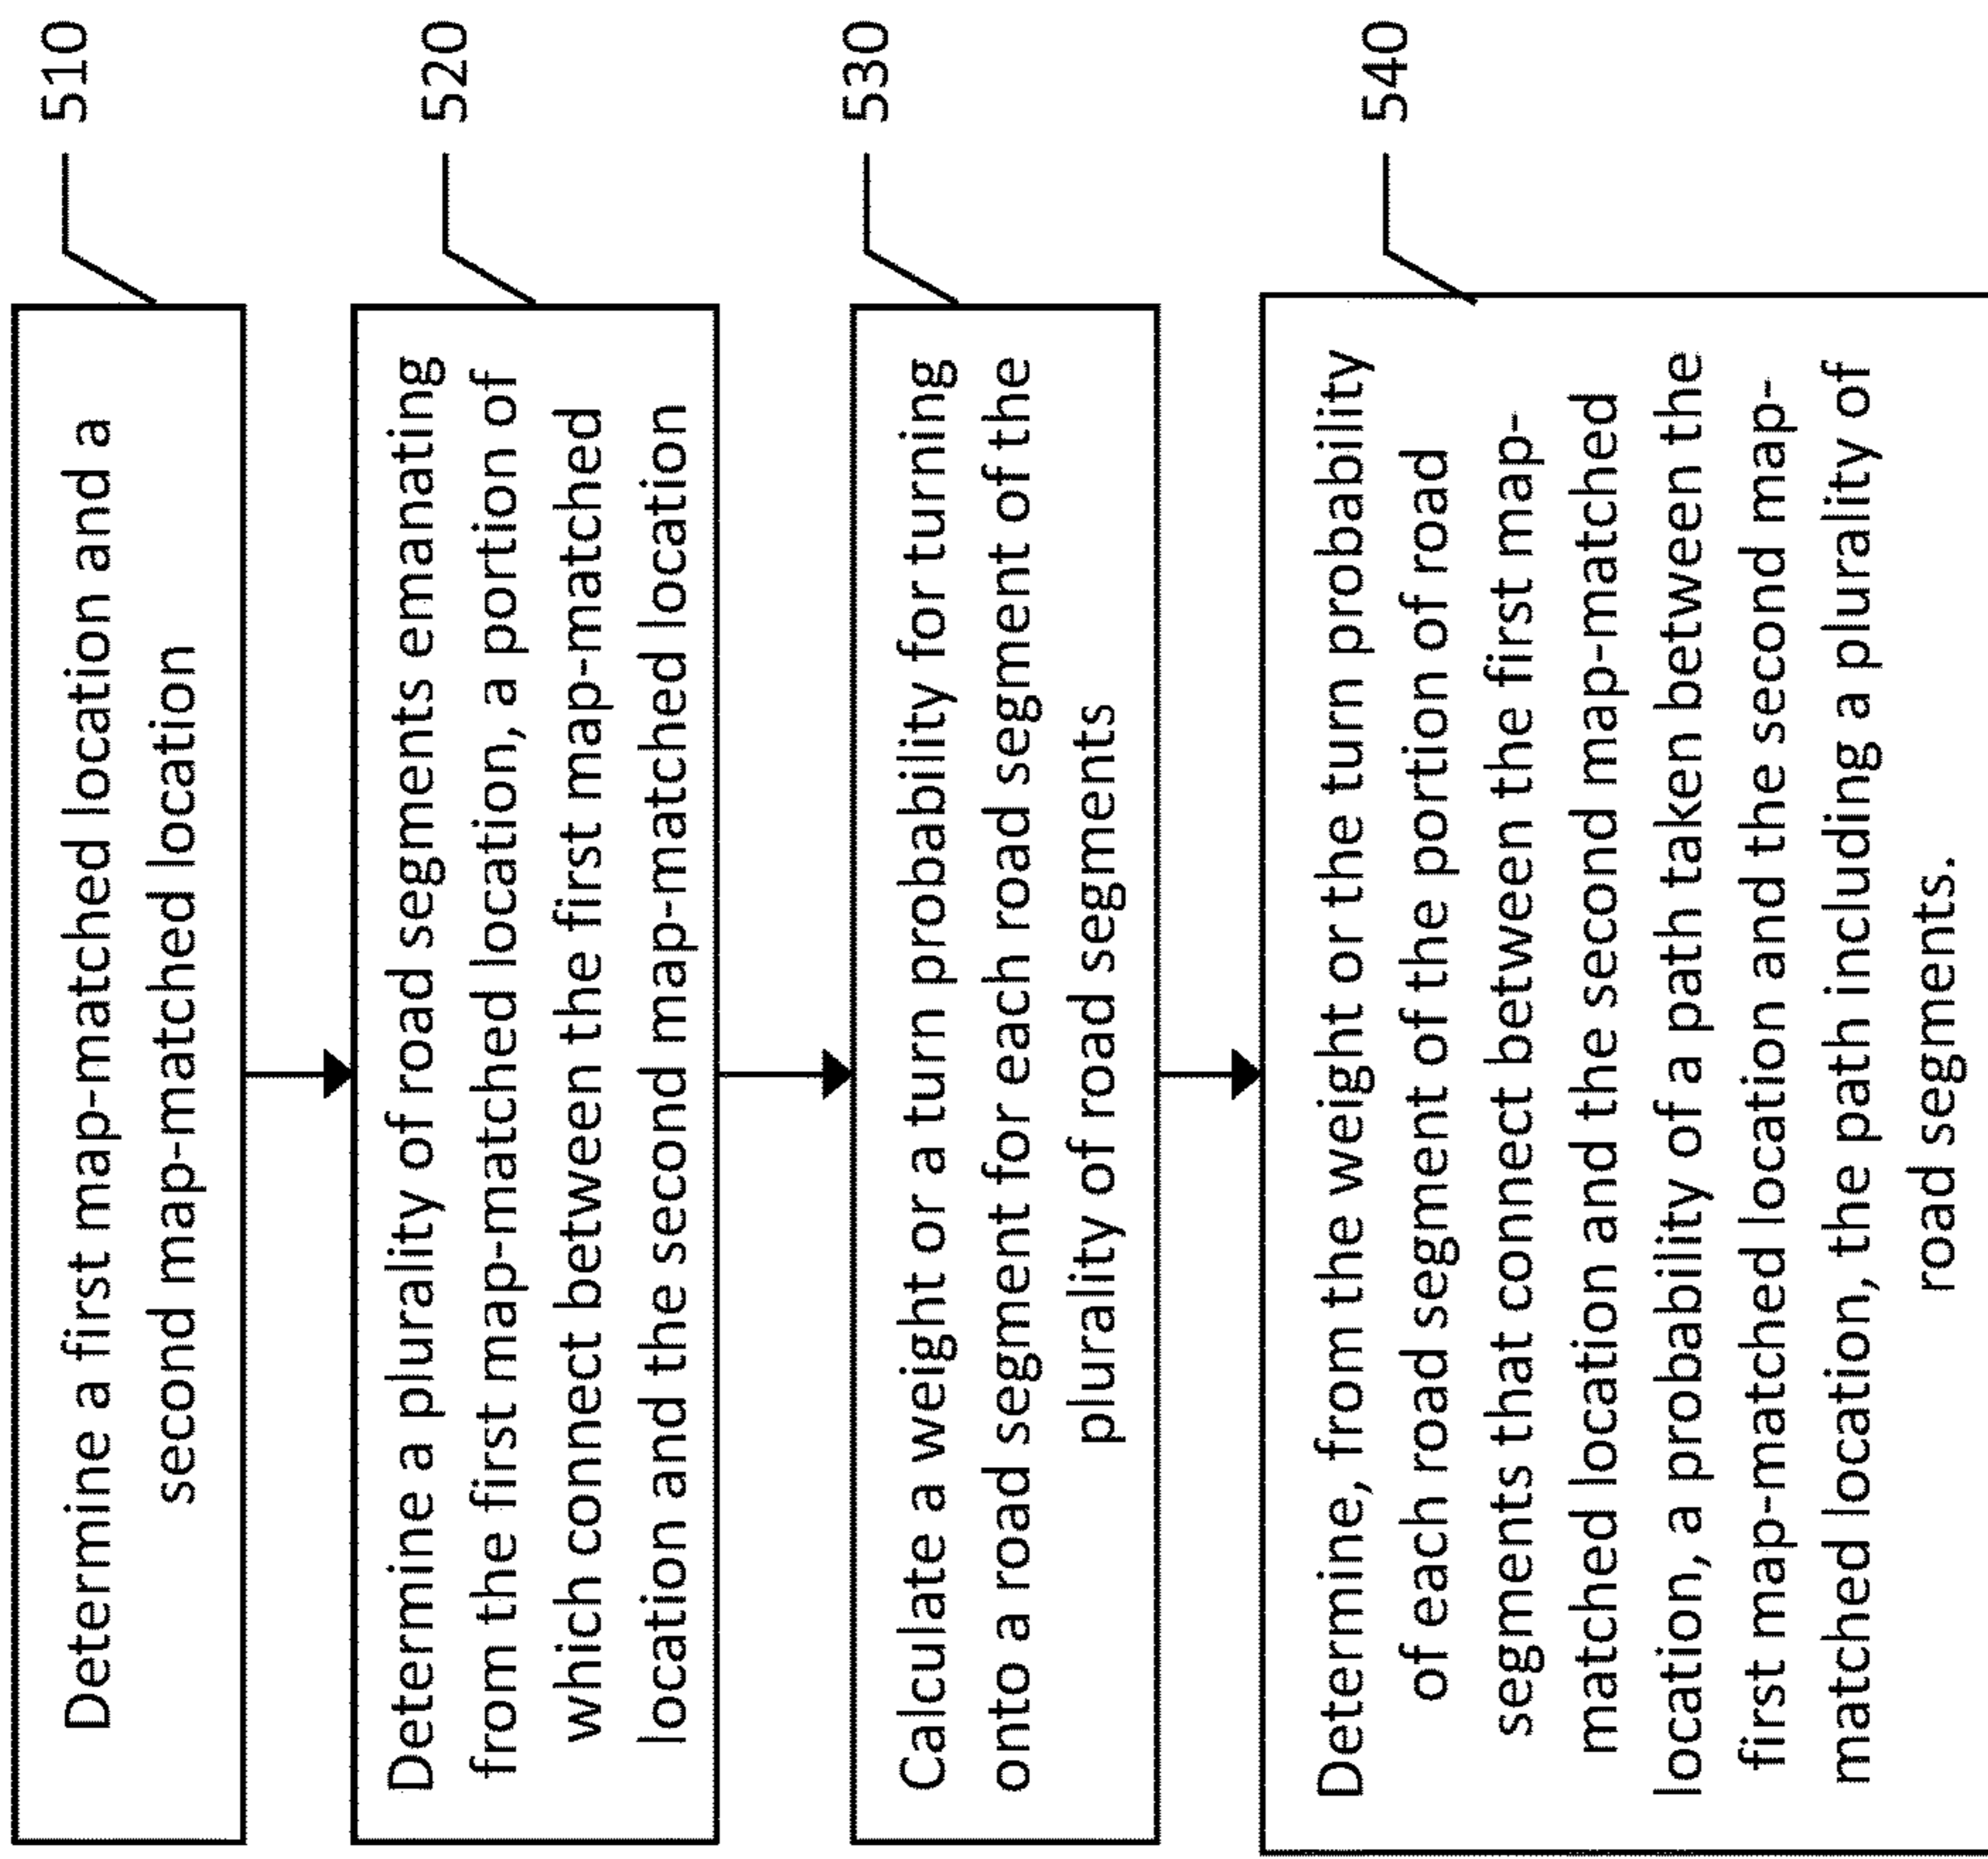 510
Determine a first map-matched location and a
second map-matched location
520
Determine a plurality of road segments emanating
from the first map-matched location, a portion of
which connect between the first map-matched
location and the second map-matched location
530
Calculate a weight or a turn probability for turning
onto a road segment for each road segment of the
plurality of road segments
540
Determine, from the weight or the turn probability
of each road segment of the portion of road
segments that connect between the first map-
matched location and the second map-matched
location, a probability of a path taken between the
first map-matched location and the second map-
matched location, the path including a plurality of
road segments.